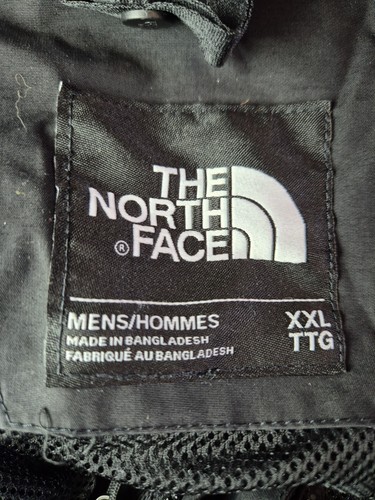 THE
NORTH
® FACE
MENS/HOMMES XXL
MADE IN BANGLADESH TTG
FABRIQUÉ AU BANGLADESH